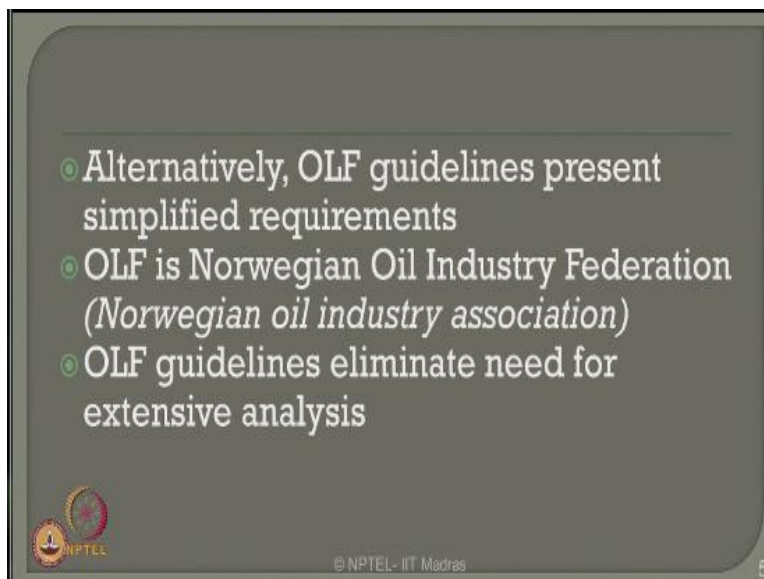 Alternatively, OLF guidelines present
simplified requirements
OLF is Norwegian Oil Industry Federation
(Norwegian oil industry association)
OLF guidelines eliminate need for
extensive analysis
NPTEL
© NPTEL- IIT Madras